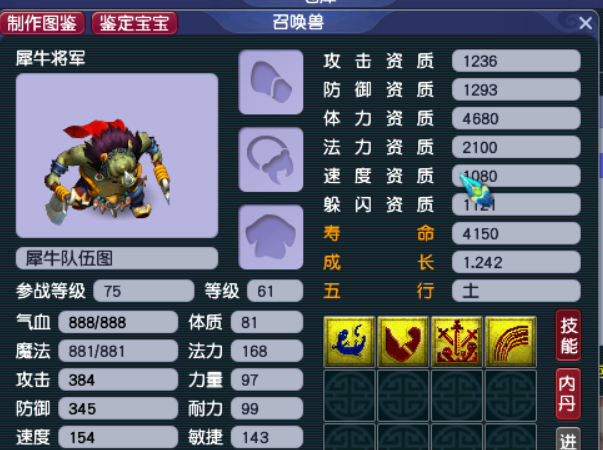 制作图鉴 鉴定宝宝 召唤兽
犀牛将军
犀牛队伍图
参战等级 75 等级 61
气血 888/888 体质 81
魔法 881/881 法力 168
攻击 384 力量 97
防御 345 耐力 99
速度 154 敏捷 143
攻击资质 1236
防御资质 1293
体力资质 4680
法力资质 2100
速度资质 1080
躲闪资质 1121
寿命 4150
成长 1.242
五行 土
技能
内丹
进